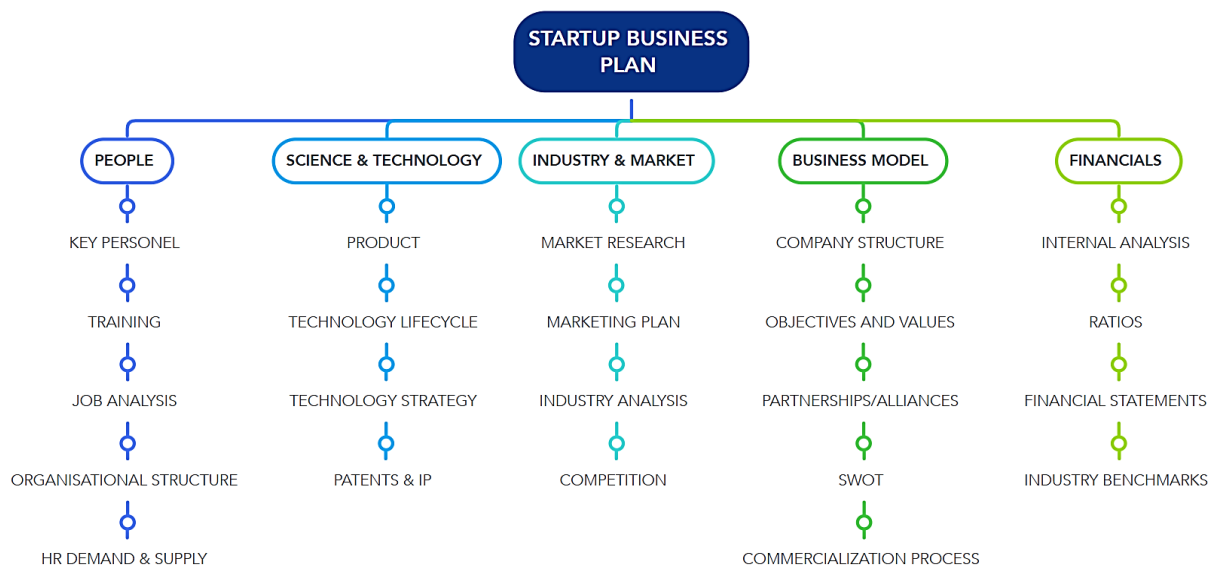 STARTUP BUSINESS
PLAN
PEOPLE
SCIENCE & TECHNOLOGY
INDUSTRY & MARKET
BUSINESS MODEL
FINANCIALS
KEY PERSONEL
PRODUCT
MARKET RESEARCH
COMPANY STRUCTURE
INTERNAL ANALYSIS
TRAINING
TECHNOLOGY LIFECYCLE
MARKETING PLAN
OBJECTIVES AND VALUES
RATIOS
JOB ANALYSIS
TECHNOLOGY STRATEGY
INDUSTRY ANALYSIS
PARTNERSHIPS/ALLIANCES
FINANCIAL STATEMENTS
ORGANISATIONAL STRUCTURE
PATENTS & IP
COMPETITION
SWOT
INDUSTRY BENCHMARKS
HR DEMAND & SUPPLY
COMMERCIALIZATION PROCESS